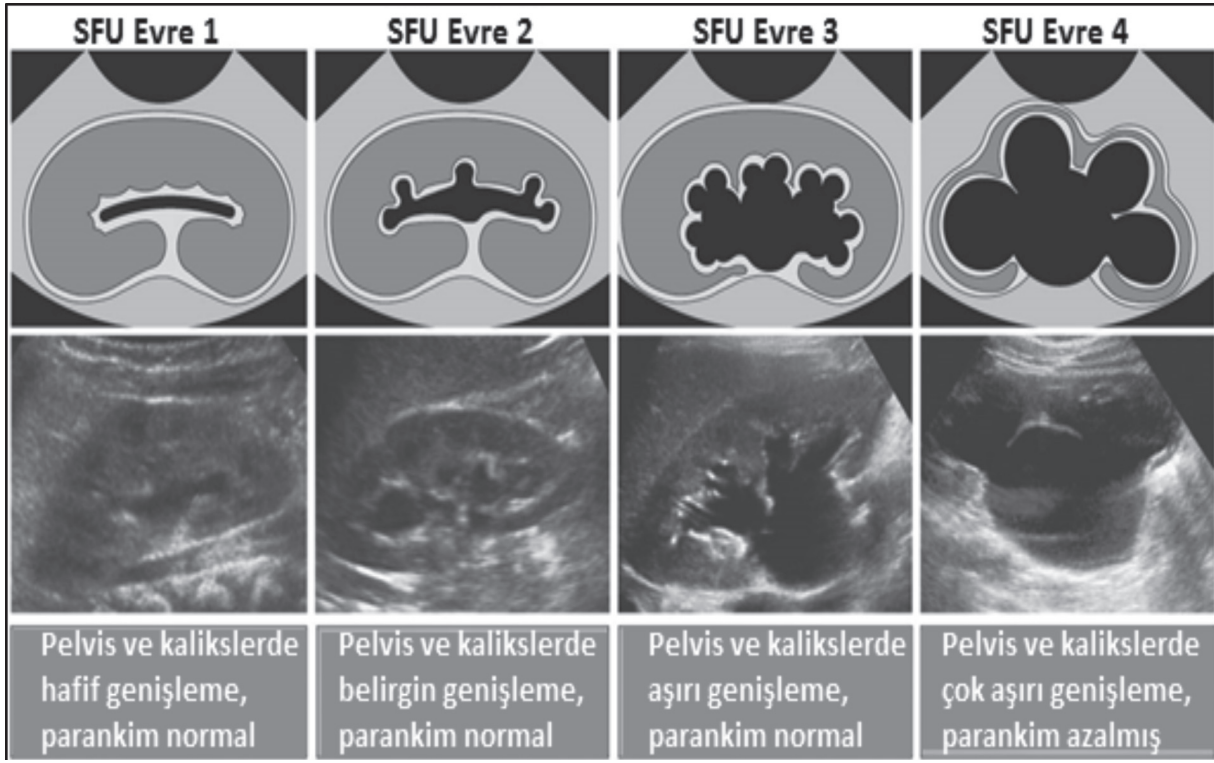 SFU Evre 1
SFU Evre 2
SFU Evre 3
SFU Evre 4
Pelvis ve kalikslerde
hafif genişleme,
parankim normal
Pelvis ve kalikslerde
belirgin genişleme,
parankim normal
Pelvis ve kalikslerde
aşırı genişleme,
parankim normal
Pelvis ve kalikslerde
çok aşırı genişleme,
parankim azalmış